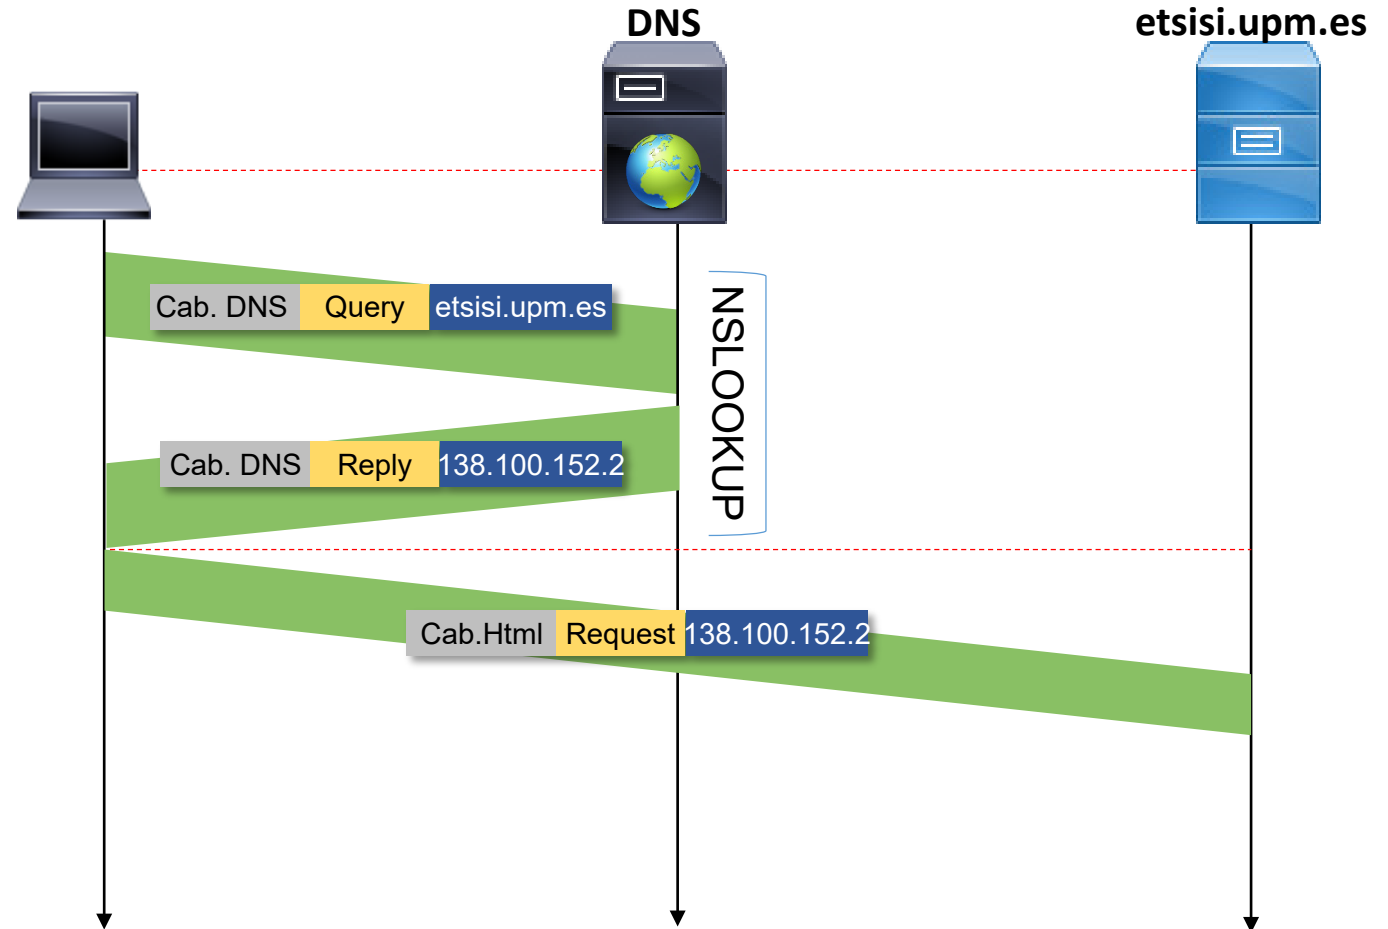 DNS
etsisi.upm.es
Cab. DNS Query etsisi.upm.es
NSLOOKUP
Cab. DNS Reply 138.100.152.2
Cab.Html Request 138.100.152.2